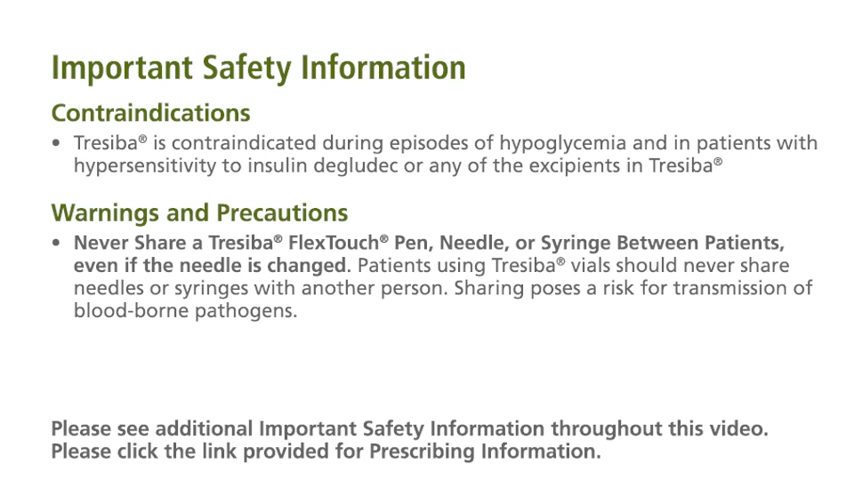 Important Safety Information
Contraindications
• Tresiba® is contraindicated during episodes of hypoglycemia and in patients with
hypersensitivity to insulin degludec or any of the excipients in Tresiba®
Warnings and Precautions
• Never Share a Tresiba® FlexTouch® Pen, Needle, or Syringe Between Patients,
even if the needle is changed. Patients using Tresiba® vials should never share
needles or syringes with another person. Sharing poses a risk for transmission of
blood-borne pathogens.
Please see additional Important Safety Information throughout this video.
Please click the link provided for Prescribing Information.